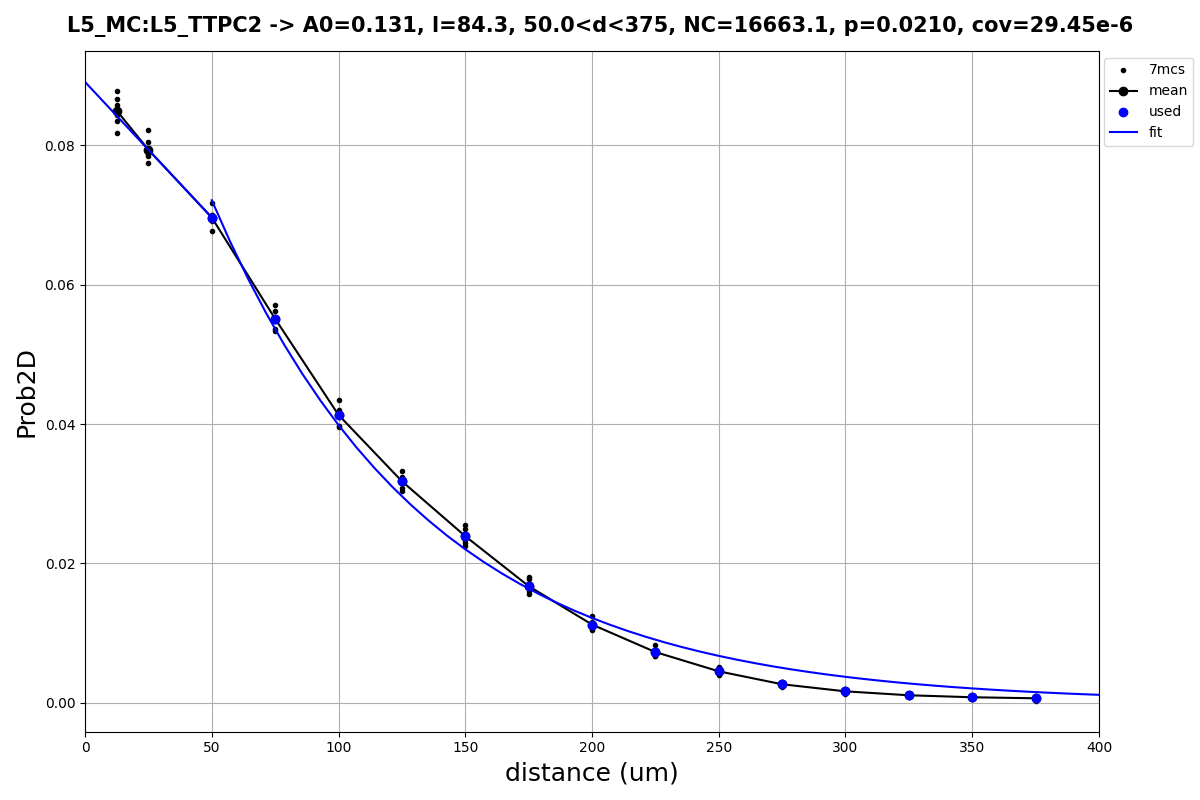 L5_MC:L5_TTPC2 -> A0=0.131, l=84.3, 50.0<d<375, NC=16663.1, p=0.0210, cov=29.45e-6
7mcs
mean
used
fit
0.08
0.06
0.04
0.02
0.00
Prob2D
0 50 100 150 200 250 300 350 400
distance (um)